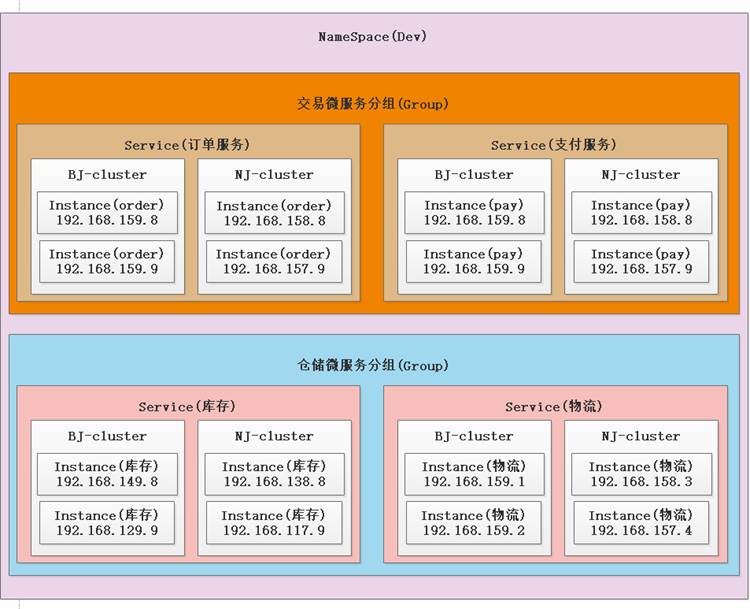 NameSpace(Dev)
交易微服务分组(Group)
Service(订单服务)
BJ-cluster
Instance(order)
192.168.159.8
Instance(order)
192.168.159.9
NJ-cluster
Instance(order)
192.168.158.8
Instance(order)
192.168.157.9
Service(支付服务)
BJ-cluster
Instance(pay)
192.168.159.8
Instance(pay)
192.168.159.9
NJ-cluster
Instance(pay)
192.168.158.8
Instance(pay)
192.168.157.9
仓储微服务分组(Group)
Service(库存)
BJ-cluster
Instance(库存)
192.168.149.8
Instance(库存)
192.168.129.9
NJ-cluster
Instance(库存)
192.168.138.8
Instance(库存)
192.168.117.9
Service(物流)
BJ-cluster
Instance(物流)
192.168.159.1
Instance(物流)
192.168.159.2
NJ-cluster
Instance(物流)
192.168.158.3
Instance(物流)
192.168.157.4